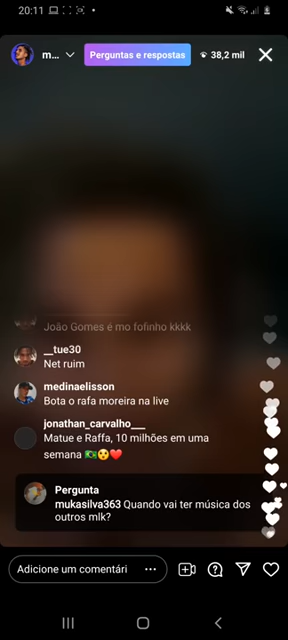 20:11
m... Perguntas e respostas 38,2 mil
João Gomes é mo fofinho kkkk
__tue30
Net ruim
medinaelisson
Bota o rafa moreira na live
jonathan_carvalho___
Matue e Raffa, 10 milhões em uma
semana 🇧🇷😯❤️
Pergunta
mukasilva363 Quando vai ter música dos
outros mlk?
Adicione um comentári